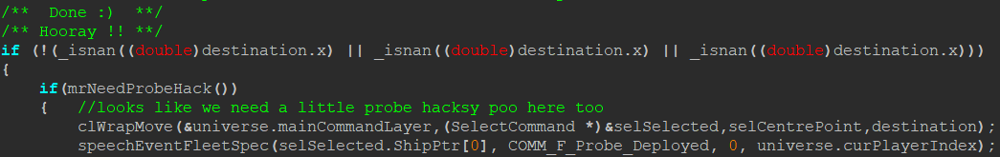 /**  Done :)  **/
/** Hooray !! **/
if (!(_isnan((double)destination.x) || _isnan((double)destination.x) || _isnan((double)destination.x)))
{
if(mrNeedProbeHack())
{   //looks like we need a little probe hacksy poo here too
clWrapMove(&universe.mainCommandLayer,(SelectCommand *)&selSelected,selCentrePoint,destination);
speechEventFleetSpec(selSelected.ShipPtr[0], COMM_F_Probe_Deployed, 0, universe.curPlayerIndex);